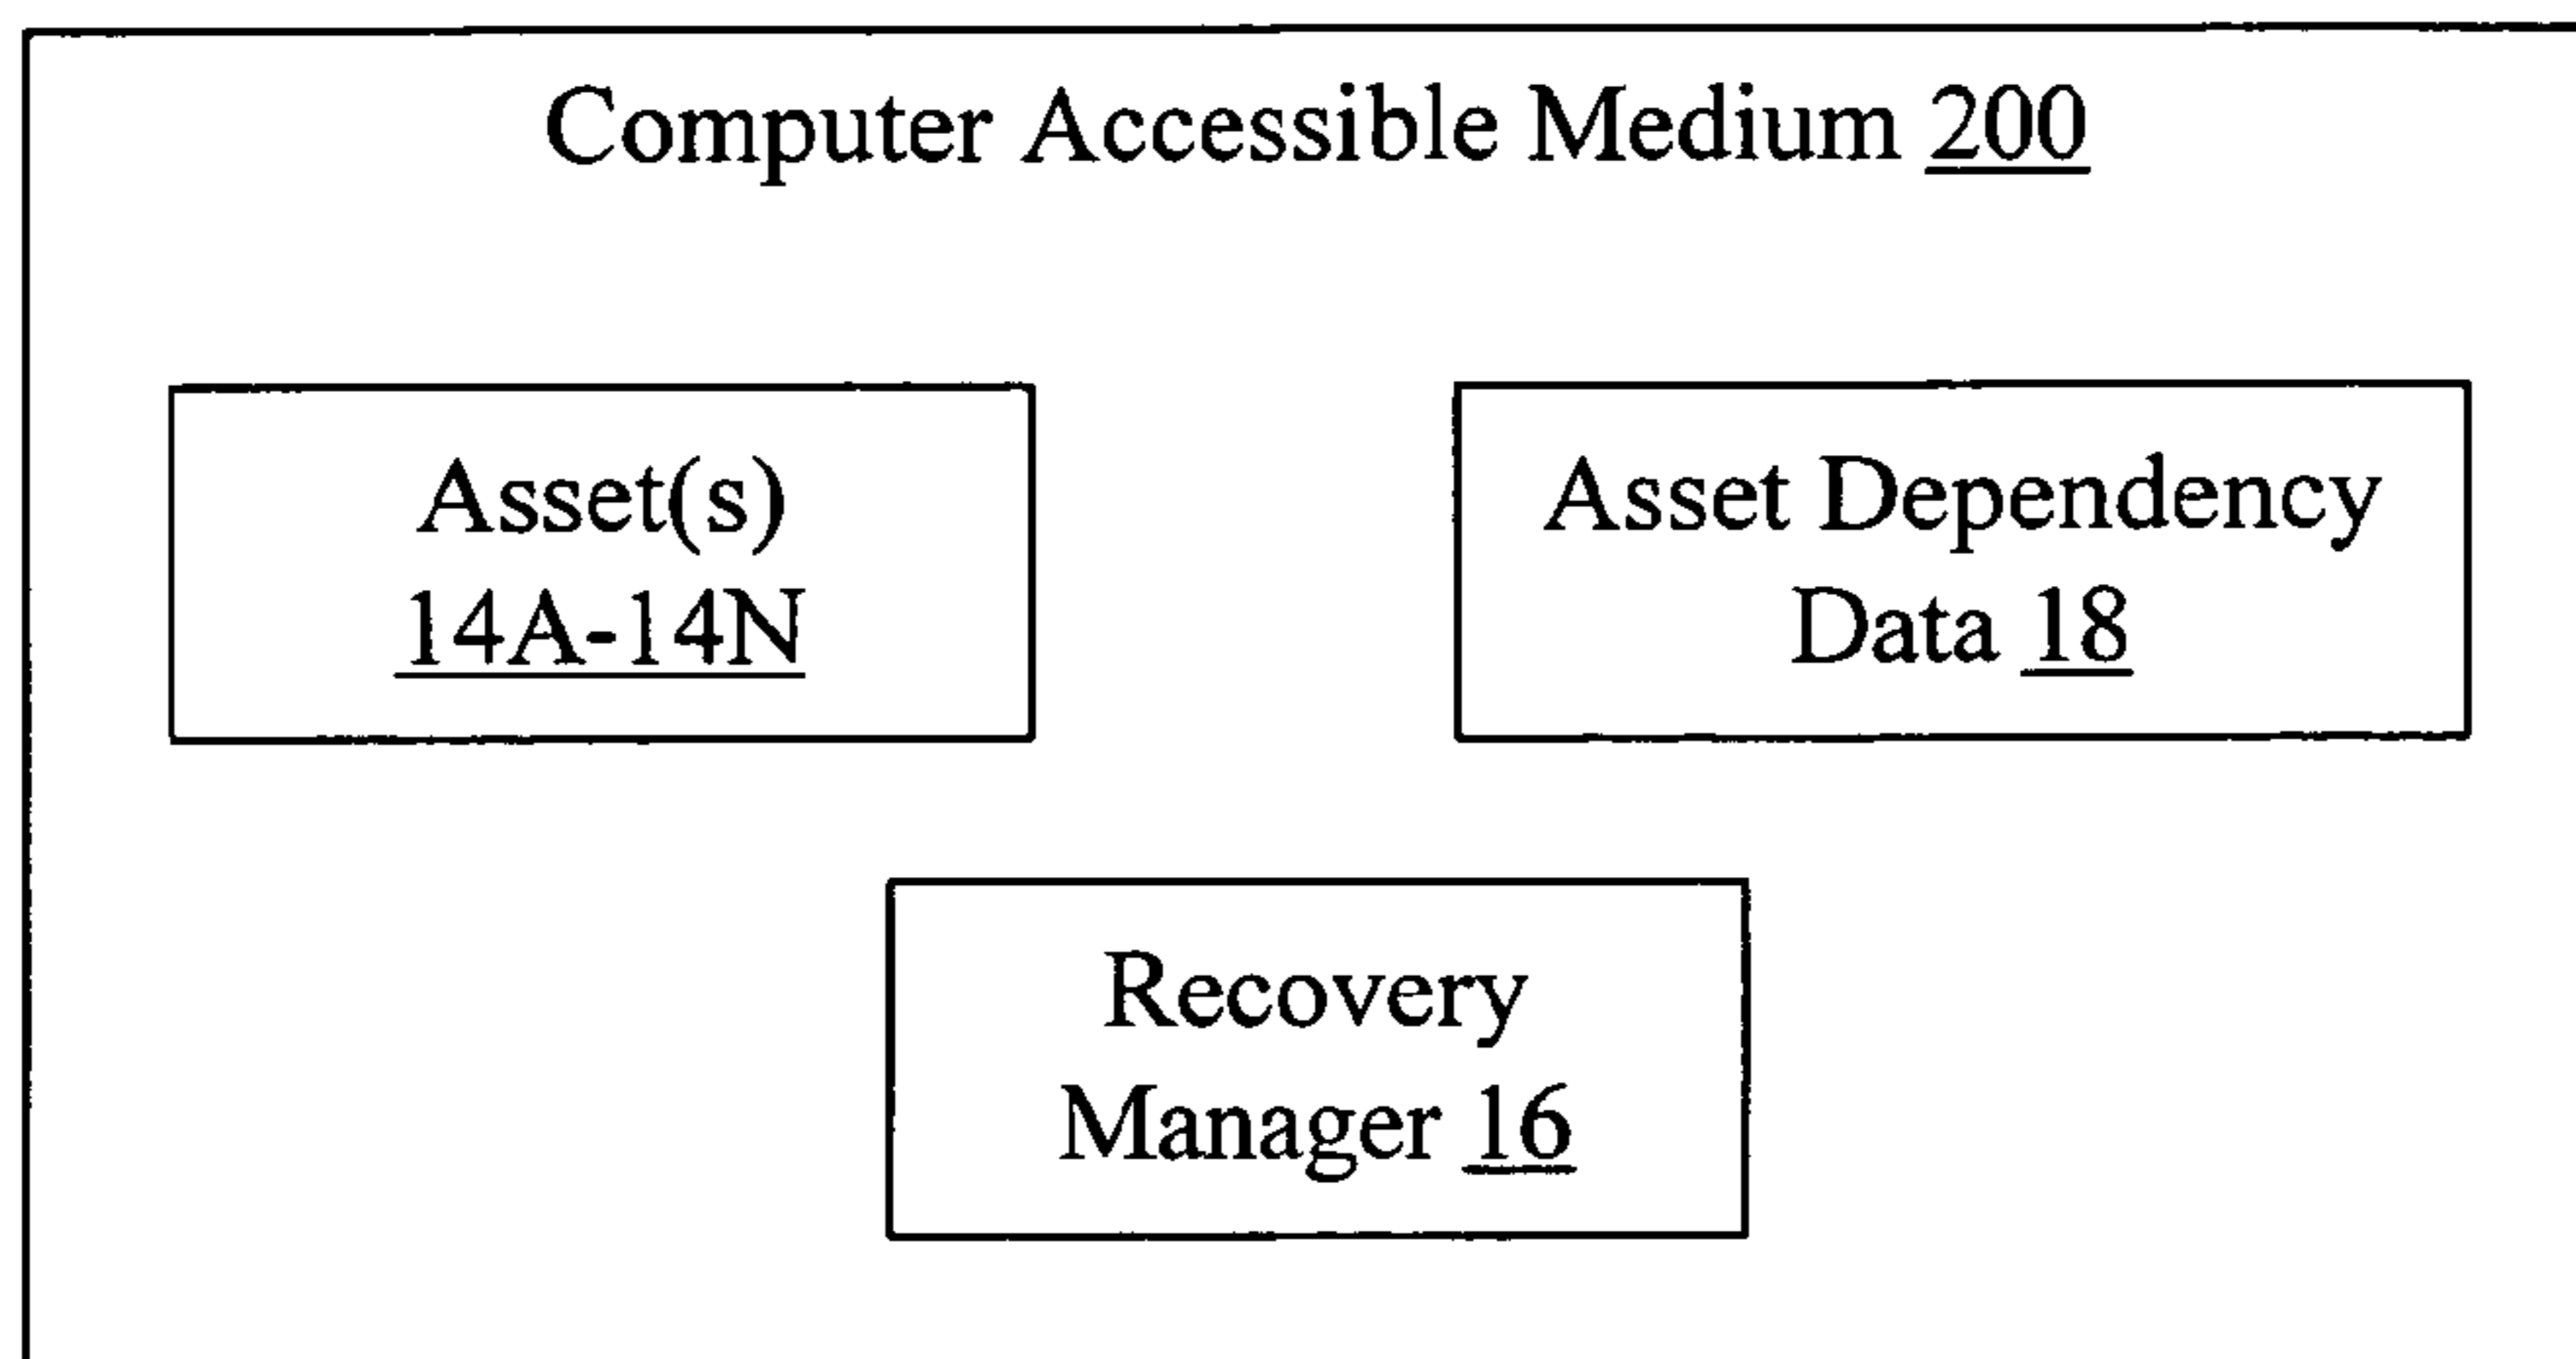 Computer Accessible Medium 200
Asset(s)
14A-14N
Asset Dependency
Data 18
Recovery
Manager 16